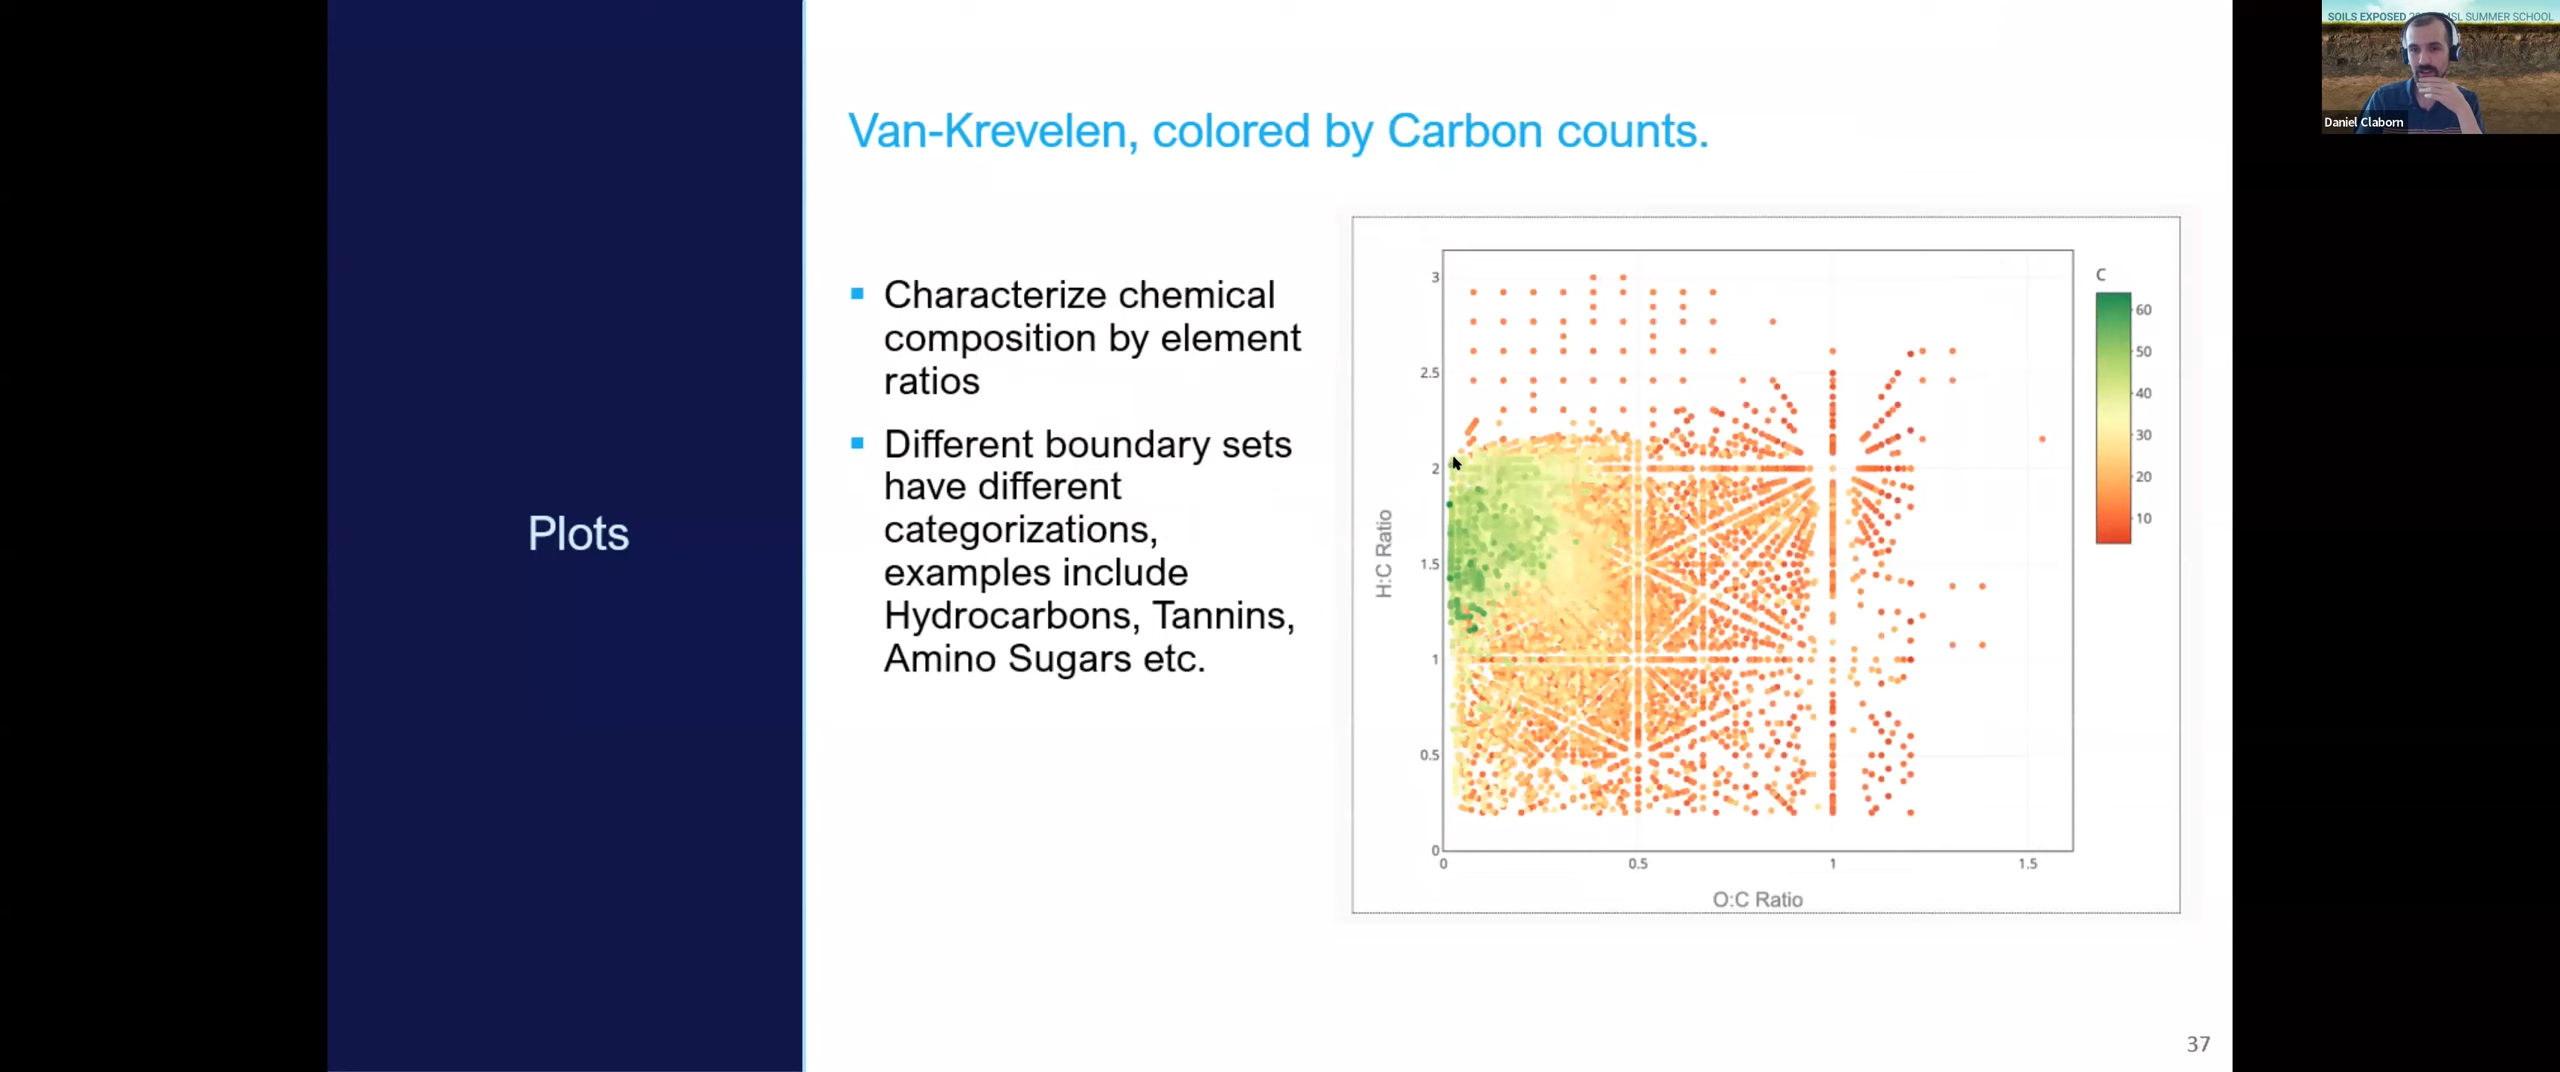 SOILS EXPOSED
SL SUMMER SCHOOL
Daniel Claborn
Van-Krevelen, colored by Carbon counts.
Plots
▪ Characterize chemical
composition by element
ratios
▪ Different boundary sets
have different
categorizations,
examples include
Hydrocarbons, Tannins,
Amino Sugars etc.
H:C Ratio
3
2.5
2
1.5
1
0.5
0
0
0.5
1
1.5
O:C Ratio
C
60
50
40
30
20
10
37